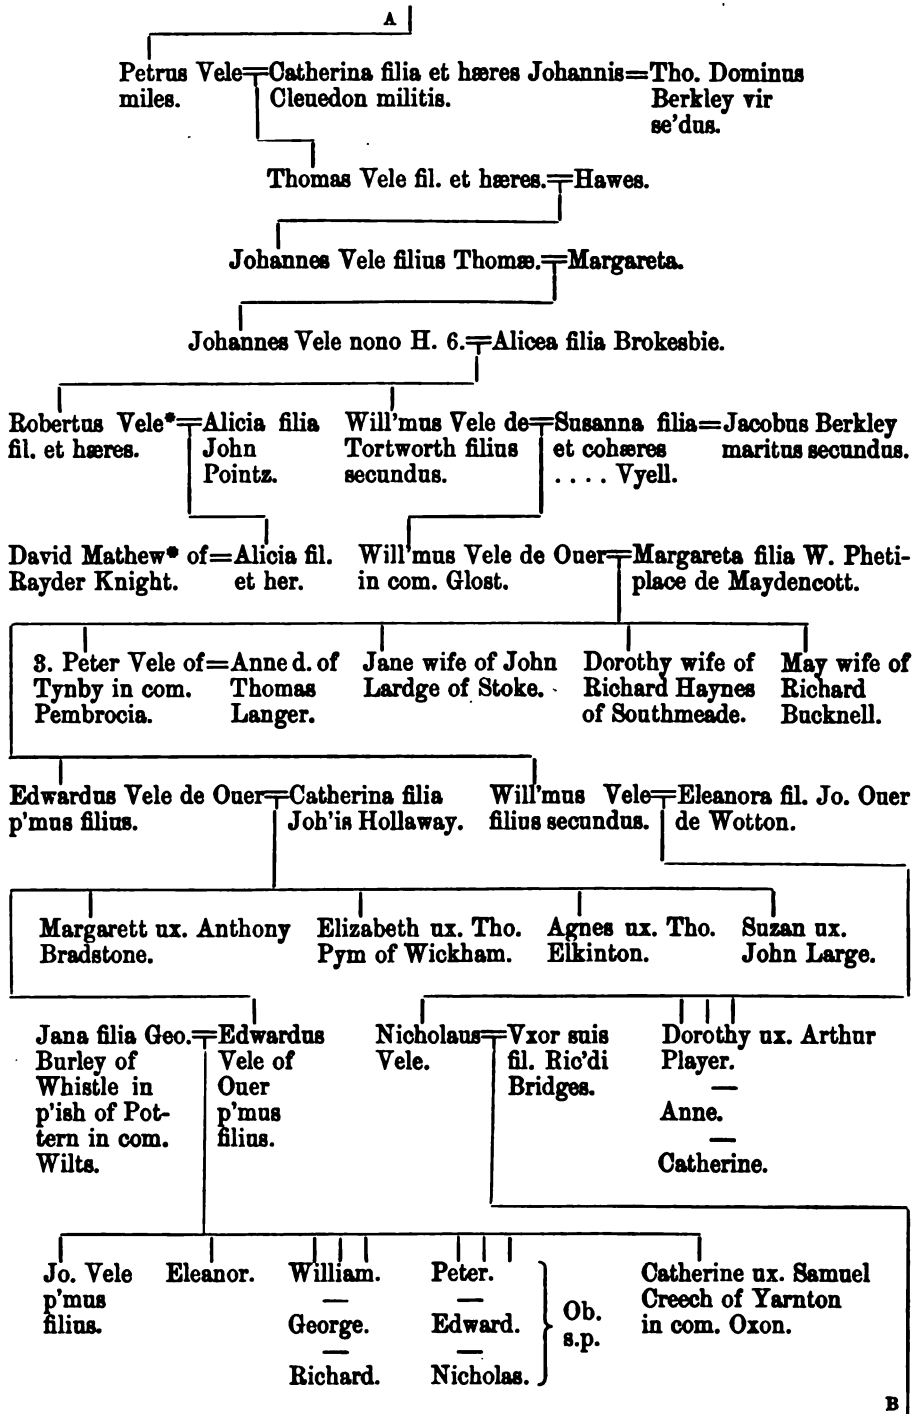 A
Petrus Vele=Catherina filia et hæres Johannis=Tho. Dominus
miles.
Cleuedon militis.
Berkley vir
se'dus.
Thomas Vele fil. et hæres.=Hawes.
Johannes Vele filius Thomæ.=Margareta.
Johannes Vele nono H. 6.=Alicea filia Brokesbie.
Robertus Vele*=Alicia filia
fil. et hæres.
John
Pointz.
Will'mus Vele de=Susanna filia=Jacobus Berkley
Tortworth filius
secundus.
et cohæres
. . . . Vyell.
maritus secundus.
David Mathew* of=Alicia fil.
Rayder Knight.
et her.
Will'mus Vele de Ouer=Margareta filia W. Pheti-
in com. Glost.
place de Maydencott.
3. Peter Vele of=Anne d. of
Tynby in com.
Pembrocia.
Thomas
Langer.
Jane wife of John
Lardge of Stoke.
Dorothy wife of
Richard Haynes
of Southmeade.
May wife of
Richard
Bucknell.
Edwardus Vele de Ouer=Catherina filia
p'mus filius.
Joh'is Hollaway.
Will'mus Vele=Eleanora fil. Jo. Ouer
filius secundus.
de Wotton.
Margarett ux. Anthony
Bradstone.
Elizabeth ux. Tho.
Pym of Wickham.
Agnes ux. Tho.
Elkinton.
Suzan ux.
John Large.
Jana filia Geo.=Edwardus
Burley of
Whistle in
p'ish of Pot-
tern in com.
Wilts.
Vele of
Ouer
p'mus
filius.
Nicholaus=Vxor suis
Vele.
fil. Ric'di
Bridges.
Dorothy ux. Arthur
Player.
—
Anne.
—
Catherine.
Jo. Vele
p'mus
filius.
Eleanor.
William.
—
George.
—
Richard.
Peter.
—
Edward.
—
Nicholas.
Ob.
s.p.
Catherine ux. Samuel
Creech of Yarnton
in com. Oxon.
B